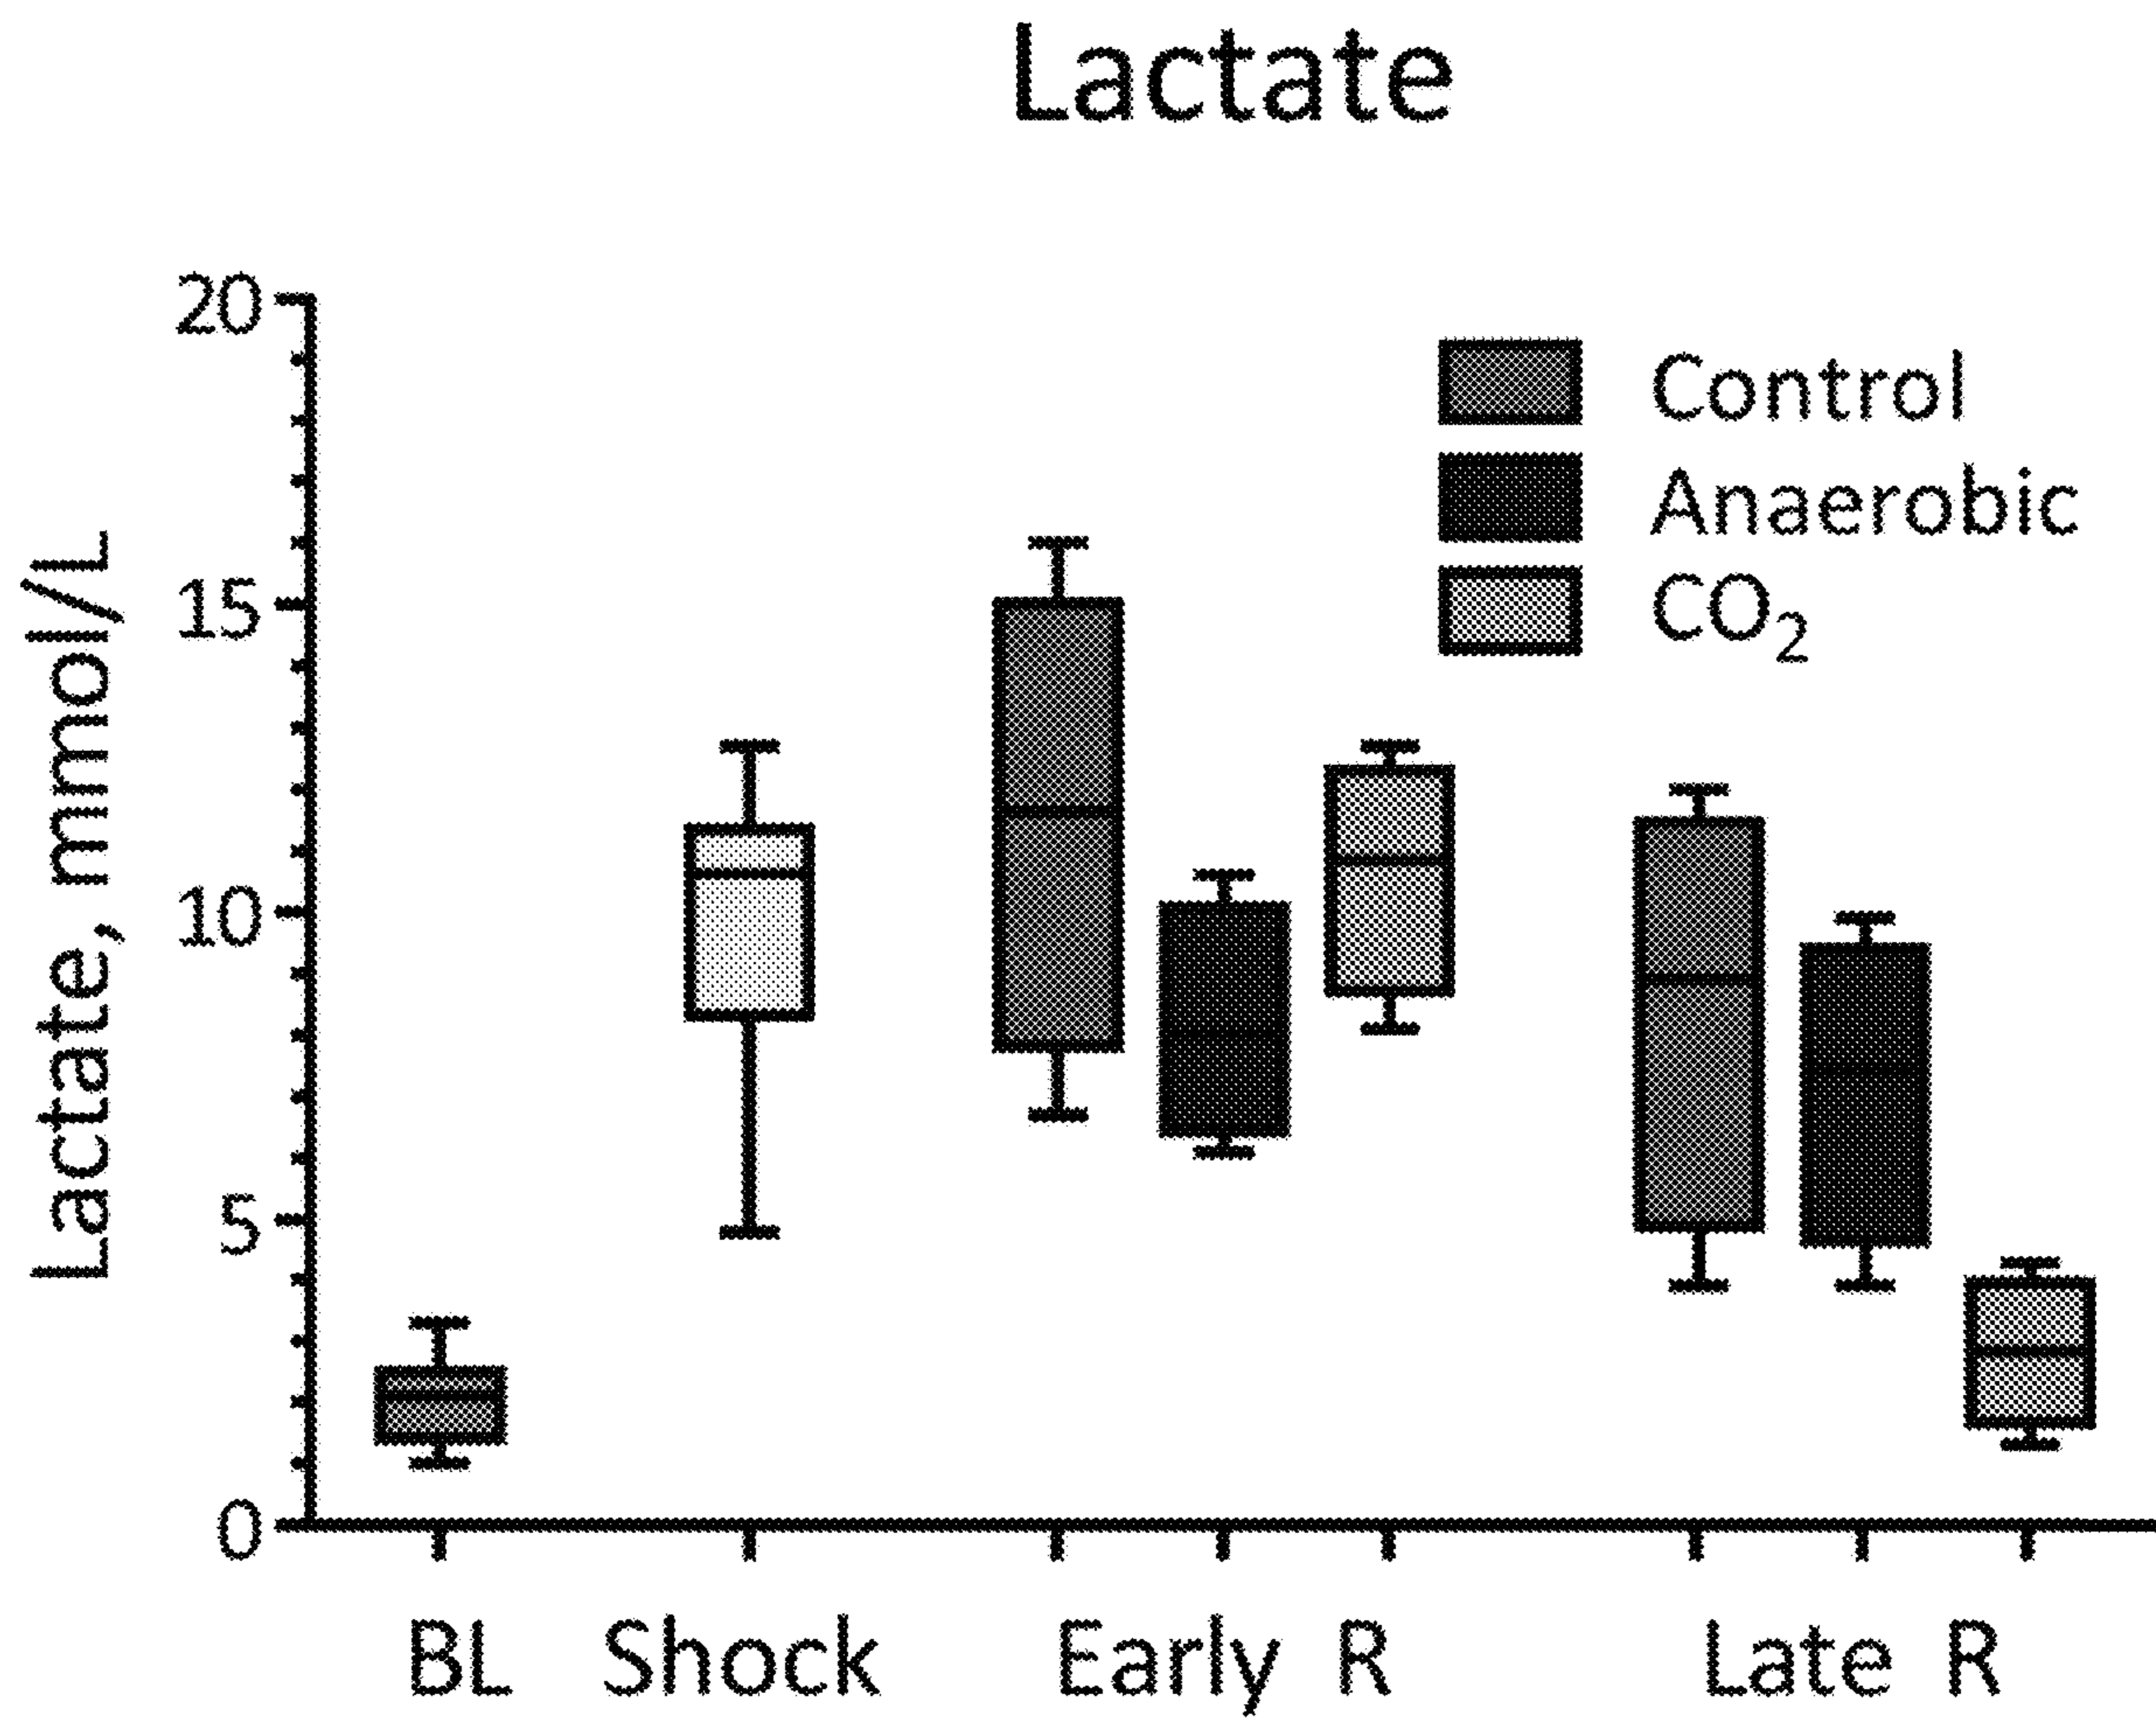 Lactate
Lactate, mmol/L
20
15
10
5
0
Control
Anaerobic
CO₂
BL Shock Early R Late R